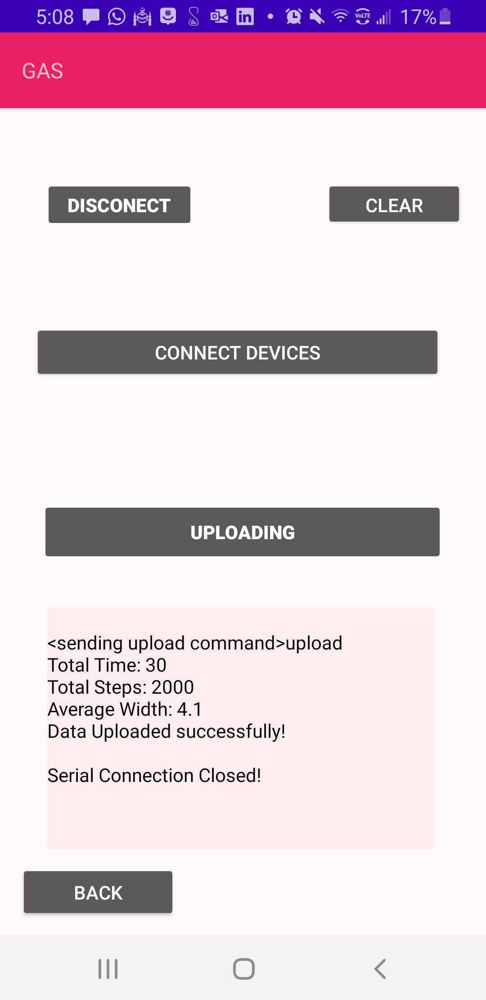 5:08 VoLTE 17%
GAS
DISCONECT CLEAR
CONNECT DEVICES
UPLOADING
<sending upload command>upload
Total Time: 30
Total Steps: 2000
Average Width: 4.1
Data Uploaded successfully!
Serial Connection Closed!
BACK